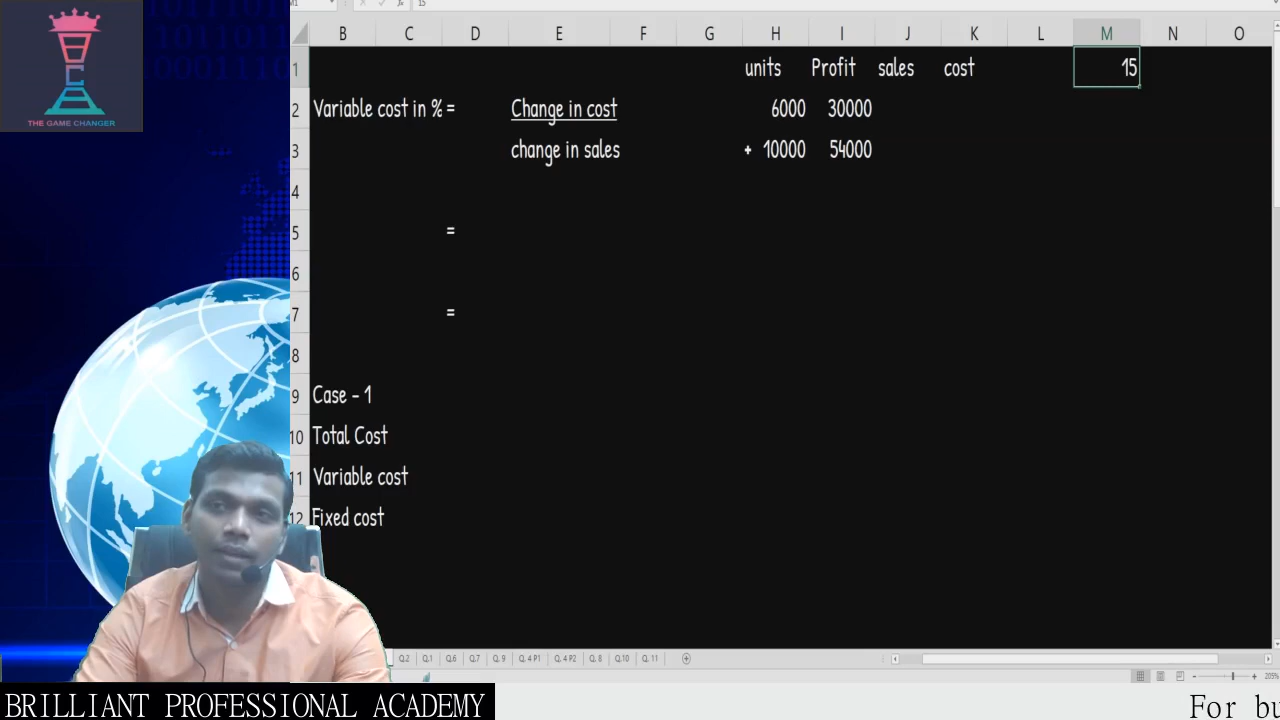 15
THE GAME CHANGER
B C D E F G H I J K L M N O
1 units Profit sales cost 15
2 Variable cost in % = Change in cost 6000 30000
3 change in sales + 10000 54000
4
5 =
6
7 =
8
9 Case - 1
10 Total Cost
11 Variable cost
12 Fixed cost
Q.2 Q.1 Q.6 Q.7 Q. 9 Q. 4 P1 Q. 4 P2 Q. 8 Q.10 Q. 11
205%
BRILLIANT PROFESSIONAL ACADEMY
For bu